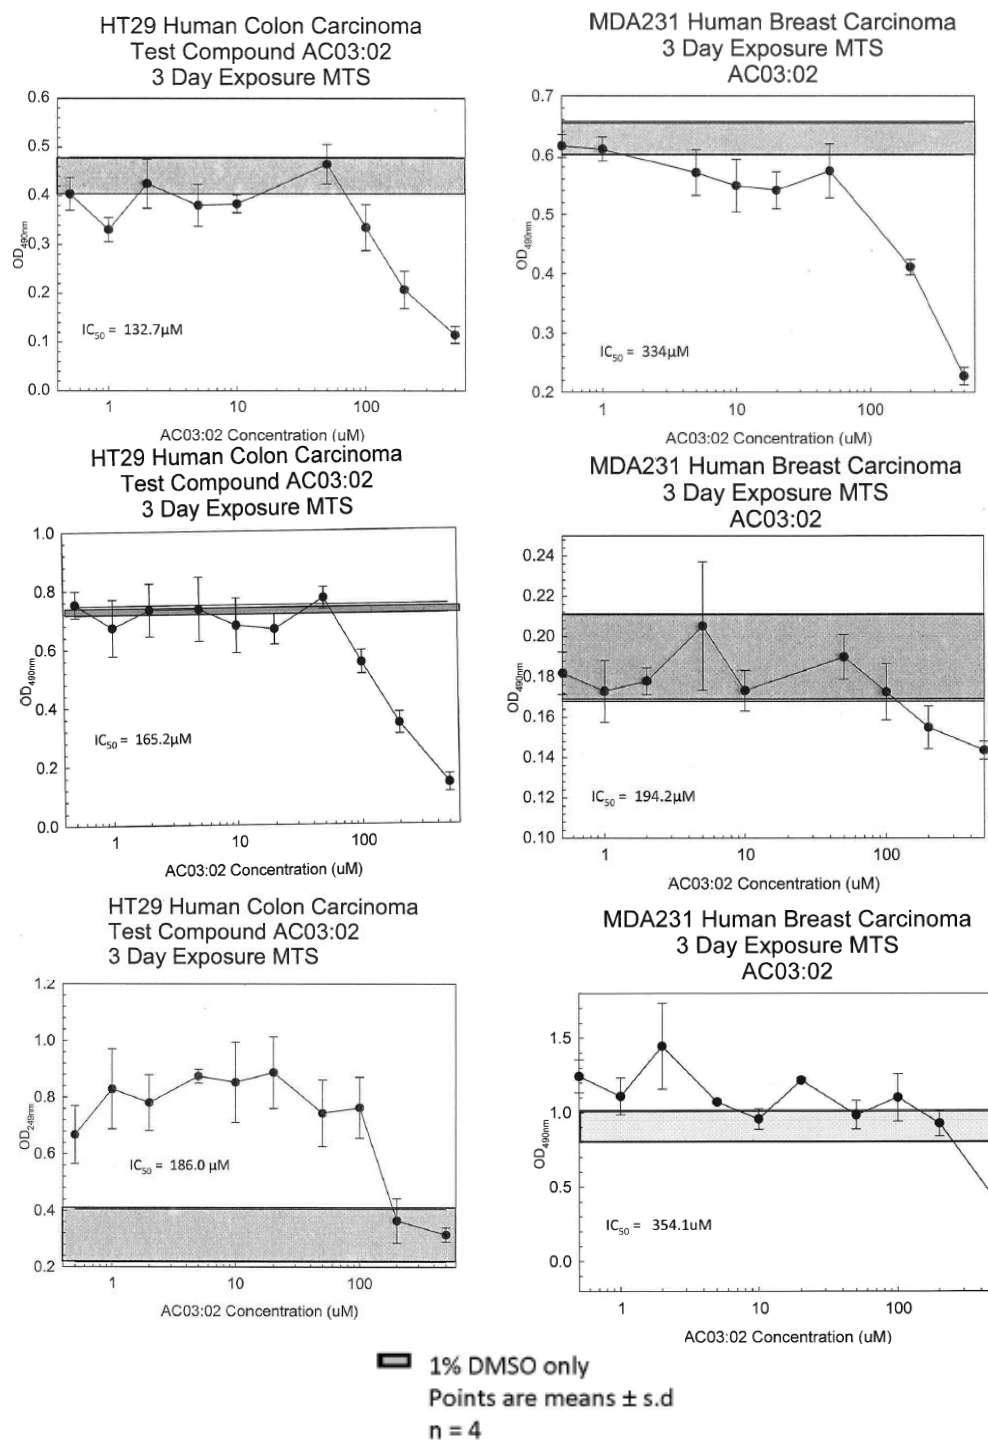 HT29 Human Colon Carcinoma
Test Compound AC03:02
3 Day Exposure MTS
0.6
0.5
0.4
0.3
0.2
0.1
0.0
OD490nm
IC50 = 132.7µM
1
10
100
AC03:02 Concentration (uM)
MDA231 Human Breast Carcinoma
3 Day Exposure MTS
AC03:02
0.7
0.6
0.5
0.4
0.3
0.2
OD490nm
IC50 = 334µM
1
10
100
AC03:02 Concentration (uM)
HT29 Human Colon Carcinoma
Test Compound AC03:02
3 Day Exposure MTS
1.0
0.8
0.6
0.4
0.2
0.0
OD490nm
IC50 = 165.2µM
1
10
100
AC03:02 Concentration (uM)
MDA231 Human Breast Carcinoma
3 Day Exposure MTS
AC03:02
0.24
0.22
0.20
0.18
0.16
0.14
0.12
0.10
OD490nm
IC50 = 194.2µM
1
10
100
AC03:02 Concentration (uM)
HT29 Human Colon Carcinoma
Test Compound AC03:02
3 Day Exposure MTS
1.2
1.0
0.8
0.6
0.4
0.2
OD249nm
IC50 = 186.0 µM
1
10
100
AC03:02 Concentration (uM)
MDA231 Human Breast Carcinoma
3 Day Exposure MTS
AC03:02
1.5
1.0
0.5
0.0
OD490nm
IC50 = 354.1uM
1
10
100
AC03:02 Concentration (uM)
1% DMSO only
Points are means ± s.d
n = 4